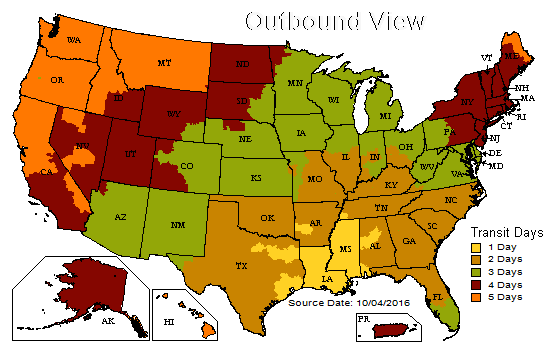 Outbound View
WA
OR
MT
ND
ID
SD
WY
NV
CA
UT
CO
NE
KS
AZ
NM
MN
WI
MI
IA
IL
IN
OH
MO
KY
WV
VA
PA
NY
ME
VT
NH
MA
RI
CT
NJ
DE
MD
OK
AR
TN
NC
SC
TX
LA
MS
AL
GA
FL
AK
HI
PR
Transit Days
1 Day
2 Days
3 Days
4 Days
5 Days
Source Date: 10/04/2016